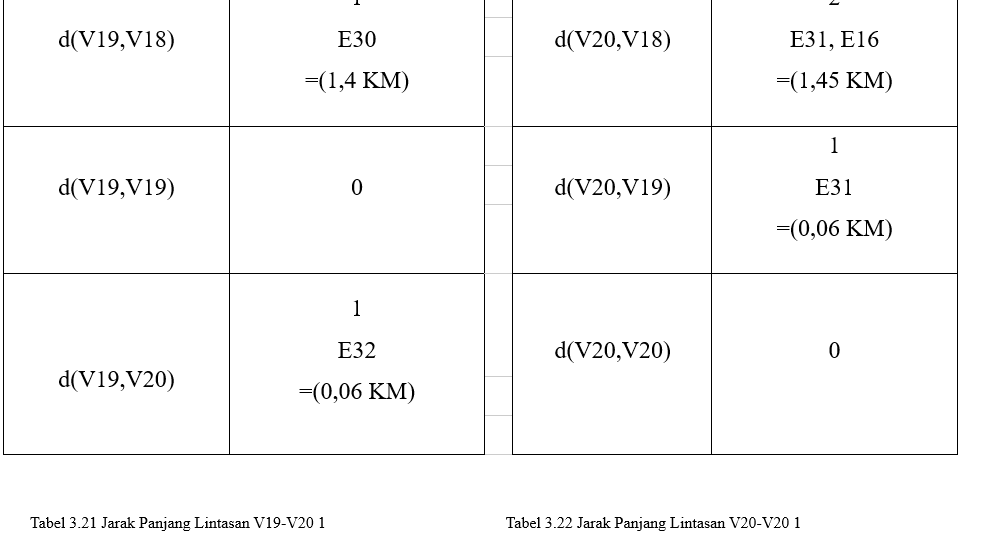 1
2
d(V19,V18)
E30
=(1,4 KM)
d(V20,V18)
E31, E16
=(1,45 KM)
d(V19,V19)
0
d(V20,V19)
1
E31
=(0,06 KM)
d(V19,V20)
1
E32
=(0,06 KM)
d(V20,V20)
0
Tabel 3.21 Jarak Panjang Lintasan V19-V20 1
Tabel 3.22 Jarak Panjang Lintasan V20-V20 1